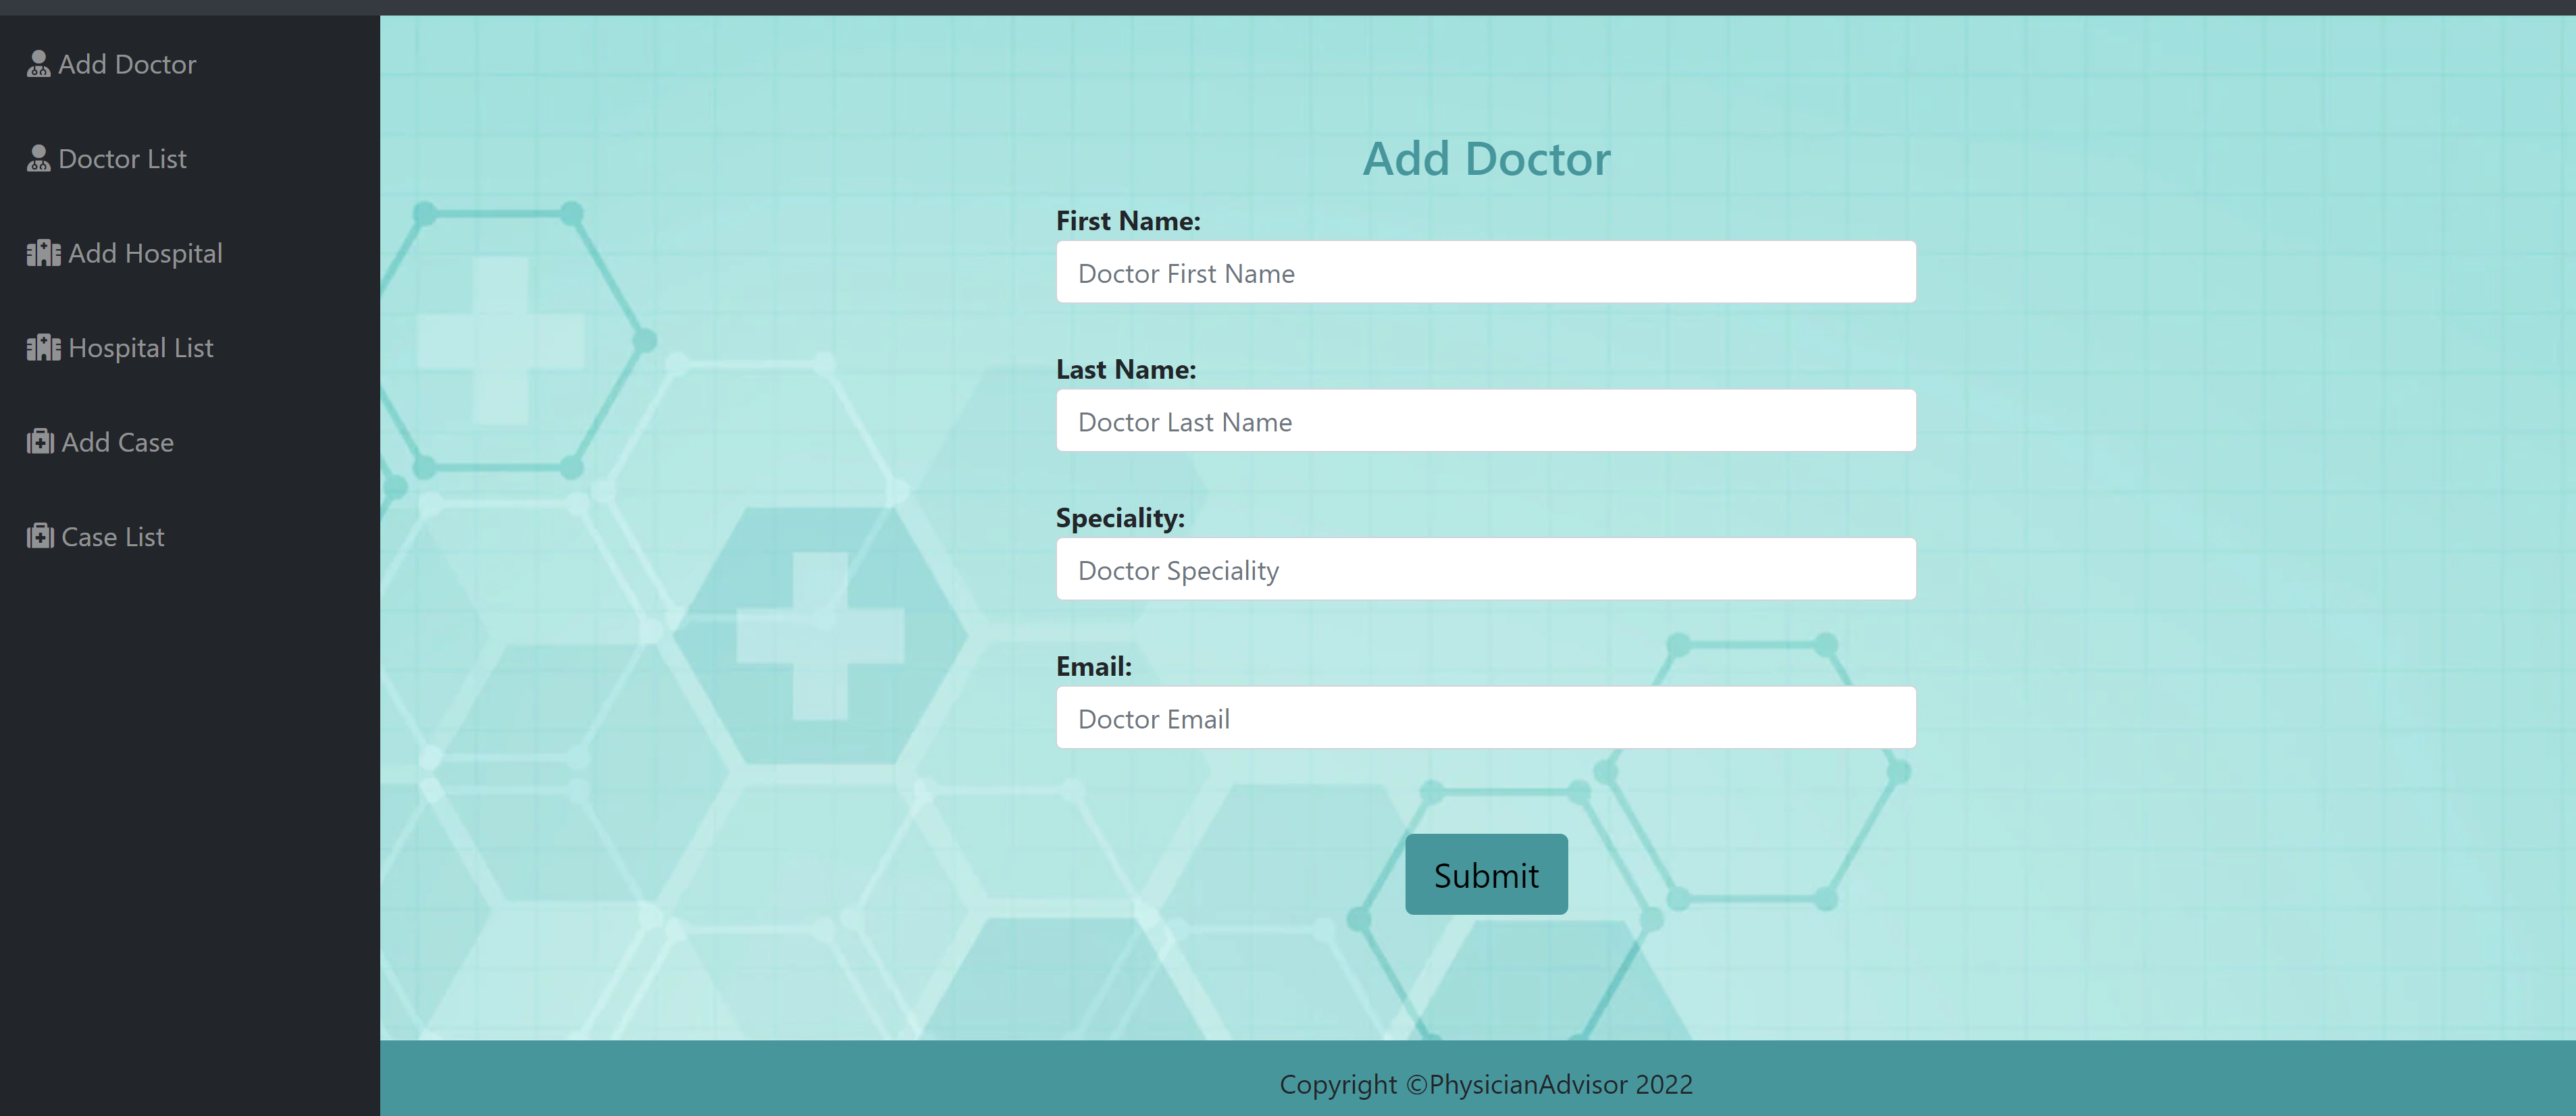 Add Doctor
Doctor List
Add Hospital
Hospital List
Add Case
Case List
Add Doctor
First Name:
Doctor First Name
Last Name:
Doctor Last Name
Speciality:
Doctor Speciality
Email:
Doctor Email
Submit
Copyright ©PhysicianAdvisor 2022